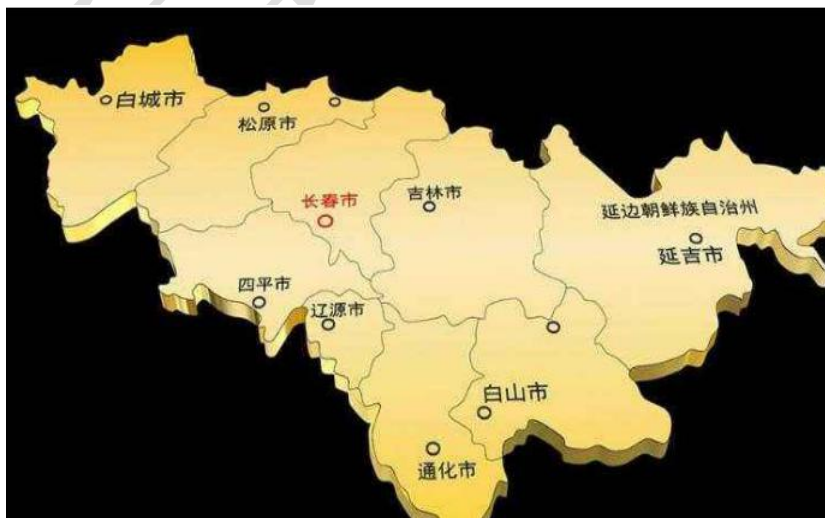 白城市
松原市
长春市
吉林市
延边朝鲜族自治州
延吉市
四平市
辽源市
白山市
通化市